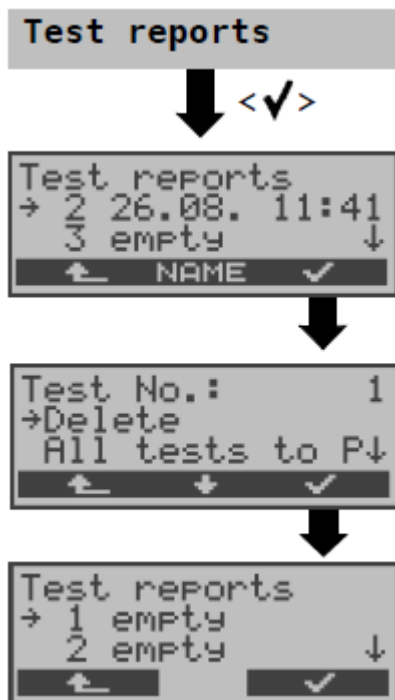 Test reports
<✓>
Test reports
→ 2 26.08. 11:41
3 empty ↓
NAME ✓
Test No.: 1
→Delete
All tests to P↓
↓ ✓
Test reports
→ 1 empty
2 empty ↓
✓